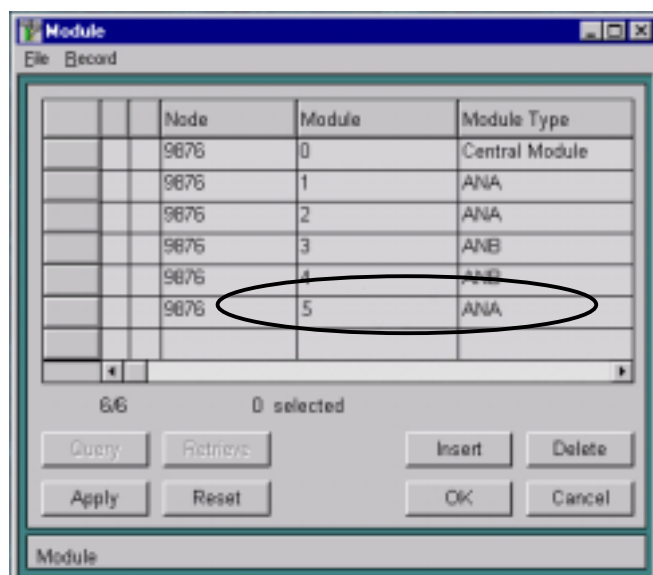 Module
File Record
Node Module Module Type
9876 0 Central Module
9876 1 ANA
9876 2 ANA
9876 3 ANB
9876 4 ANB
9876 5 ANA
6/6 0 selected
Query Retrieve Insert Delete
Apply Reset OK Cancel
Module